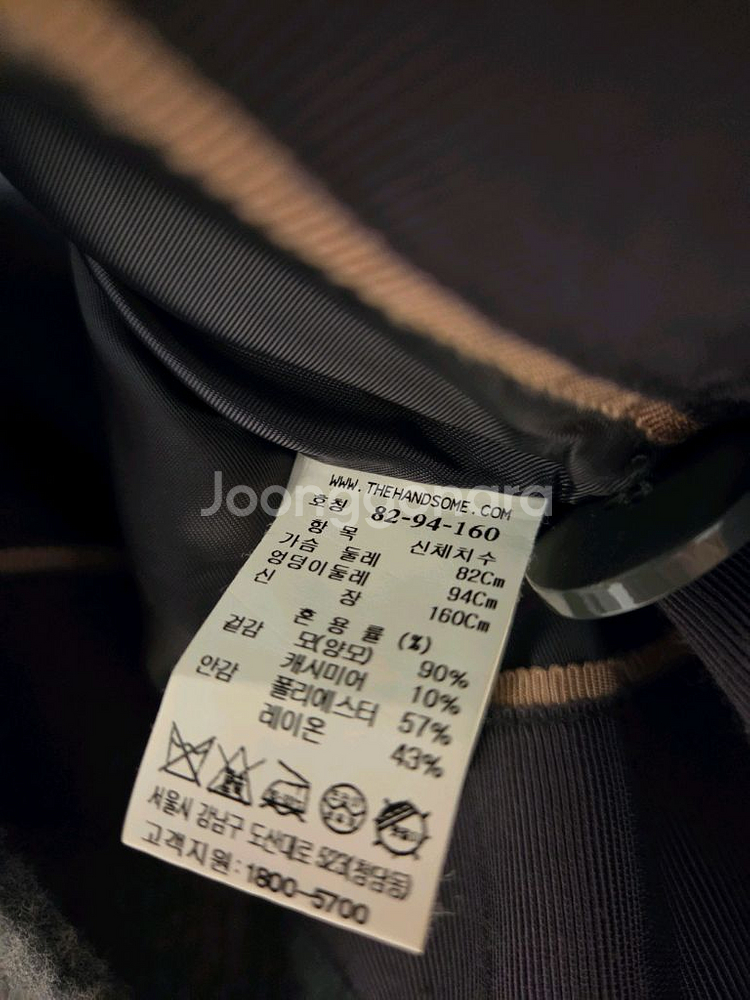 WWW.THEHANDSOME.COM
Joonggonara
호칭 82-94-160
항 목 신체치수
가슴 둘레 82Cm
엉덩이둘레 94Cm
신 장 160Cm
혼 용 률 (%)
겉감 모(양모) 90%
캐시미어 10%
안감 폴리에스터 57%
레이온 43%
서울시 강남구 도산대로 523(청담동)
고객지원:1800-5700